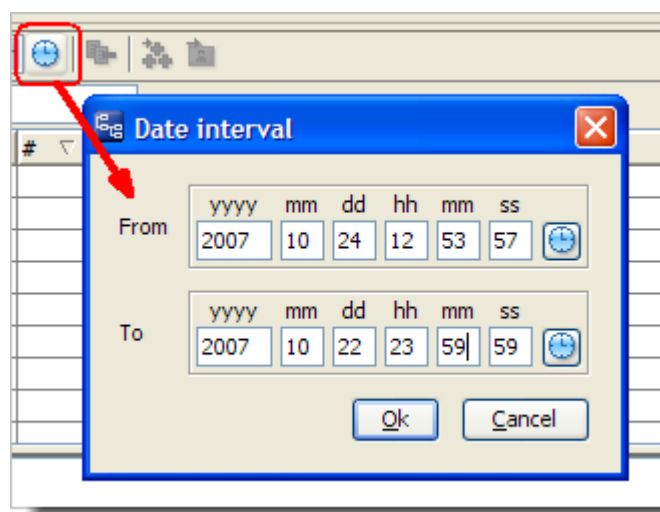 Date interval
#
yyyy mm dd hh mm ss
From 2007 10 24 12 53 57
yyyy mm dd hh mm ss
To 2007 10 22 23 59 59
Ok Cancel